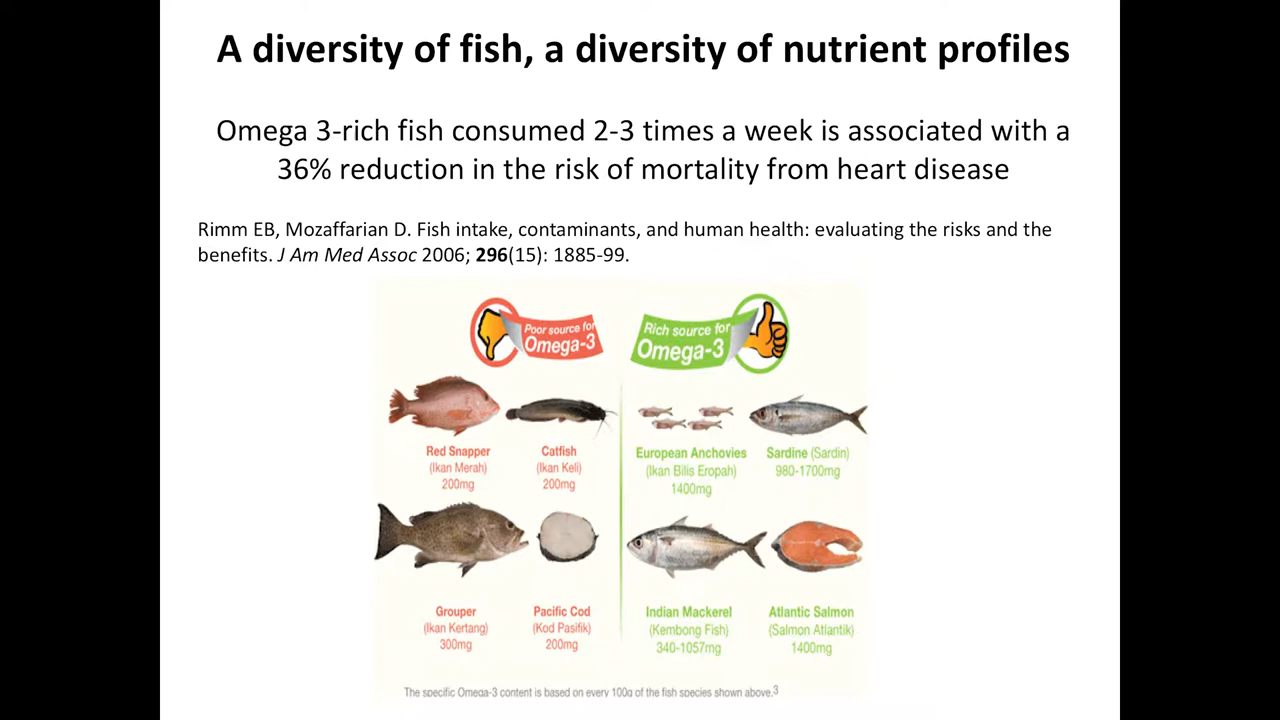 A diversity of fish, a diversity of nutrient profiles
Omega 3-rich fish consumed 2-3 times a week is associated with a
36% reduction in the risk of mortality from heart disease
Rimm EB, Mozaffarian D. Fish intake, contaminants, and human health: evaluating the risks and the
benefits. J Am Med Assoc 2006; 296(15): 1885-99.
Poor source for
Omega-3
Rich source for
Omega-3
Red Snapper
(Ikan Merah)
200mg
Catfish
(Ikan Keli)
200mg
European Anchovies
(Ikan Bilis Eropah)
1400mg
Sardine (Sardin)
980-1700mg
Grouper
(Ikan Kertang)
300mg
Pacific Cod
(Kod Pasifik)
200mg
Indian Mackerel
(Kembong Fish)
340-1057mg
Atlantic Salmon
(Salmon Atlantik)
1400mg
The specific Omega-3 content is based on every 100g of the fish species shown above.3